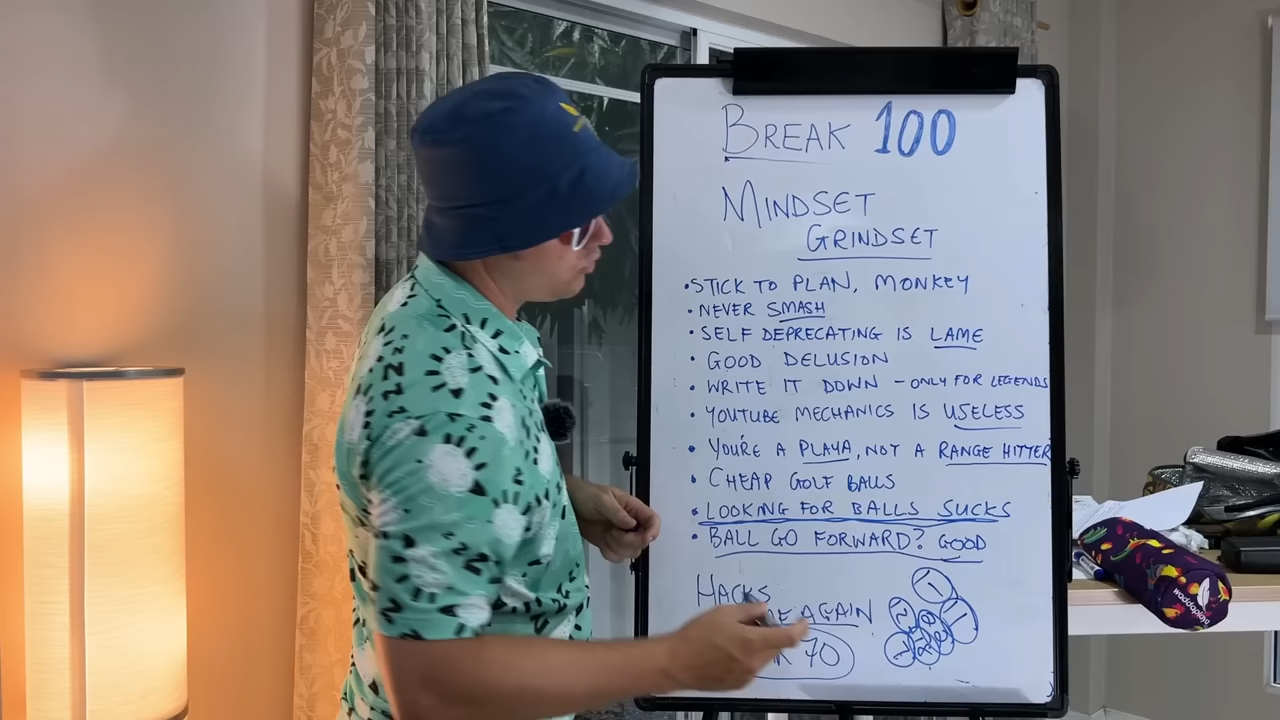 BREAK 100
MINDSET
GRINDSET
• STICK TO PLAN, MONKEY
• NEVER SMASH
• SELF DEPRECATING IS LAME
• GOOD DELUSION
• WRITE IT DOWN - ONLY FOR LEGENDS
• YOUTUBE MECHANICS IS USELESS
• YOU'RE A PLAYA, NOT A RANGE HITTER
• CHEAP GOLF BALLS
• LOOKING FOR BALLS SUCKS
• BALL GO FORWARD? GOOD
HACKS
AGAIN
70
waddaplaya